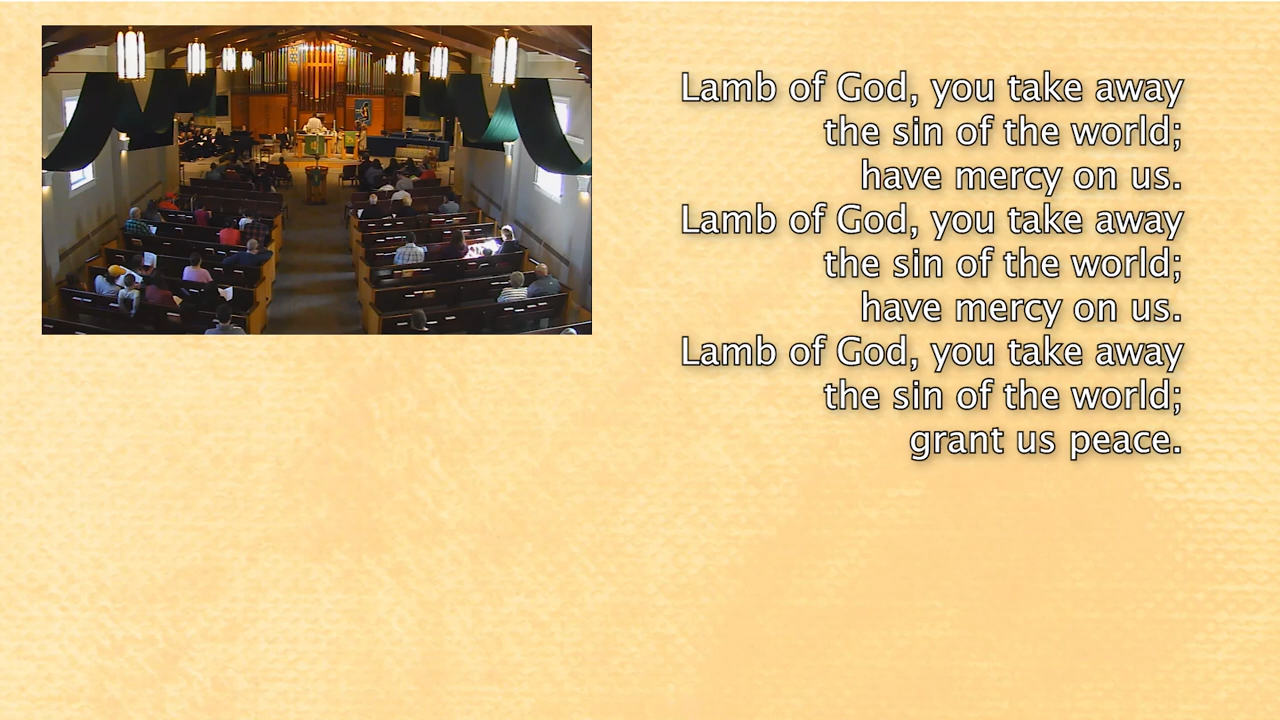 Lamb of God, you take away
the sin of the world;
have mercy on us.
Lamb of God, you take away
the sin of the world;
have mercy on us.
Lamb of God, you take away
the sin of the world;
grant us peace.